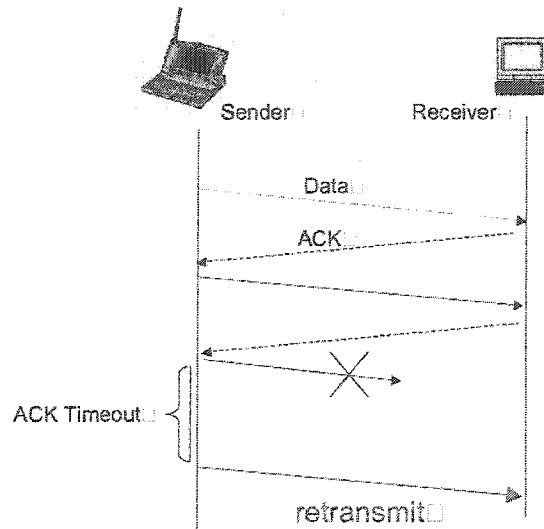 Sender
Receiver
Data
ACK
ACK Timeout
retransmit